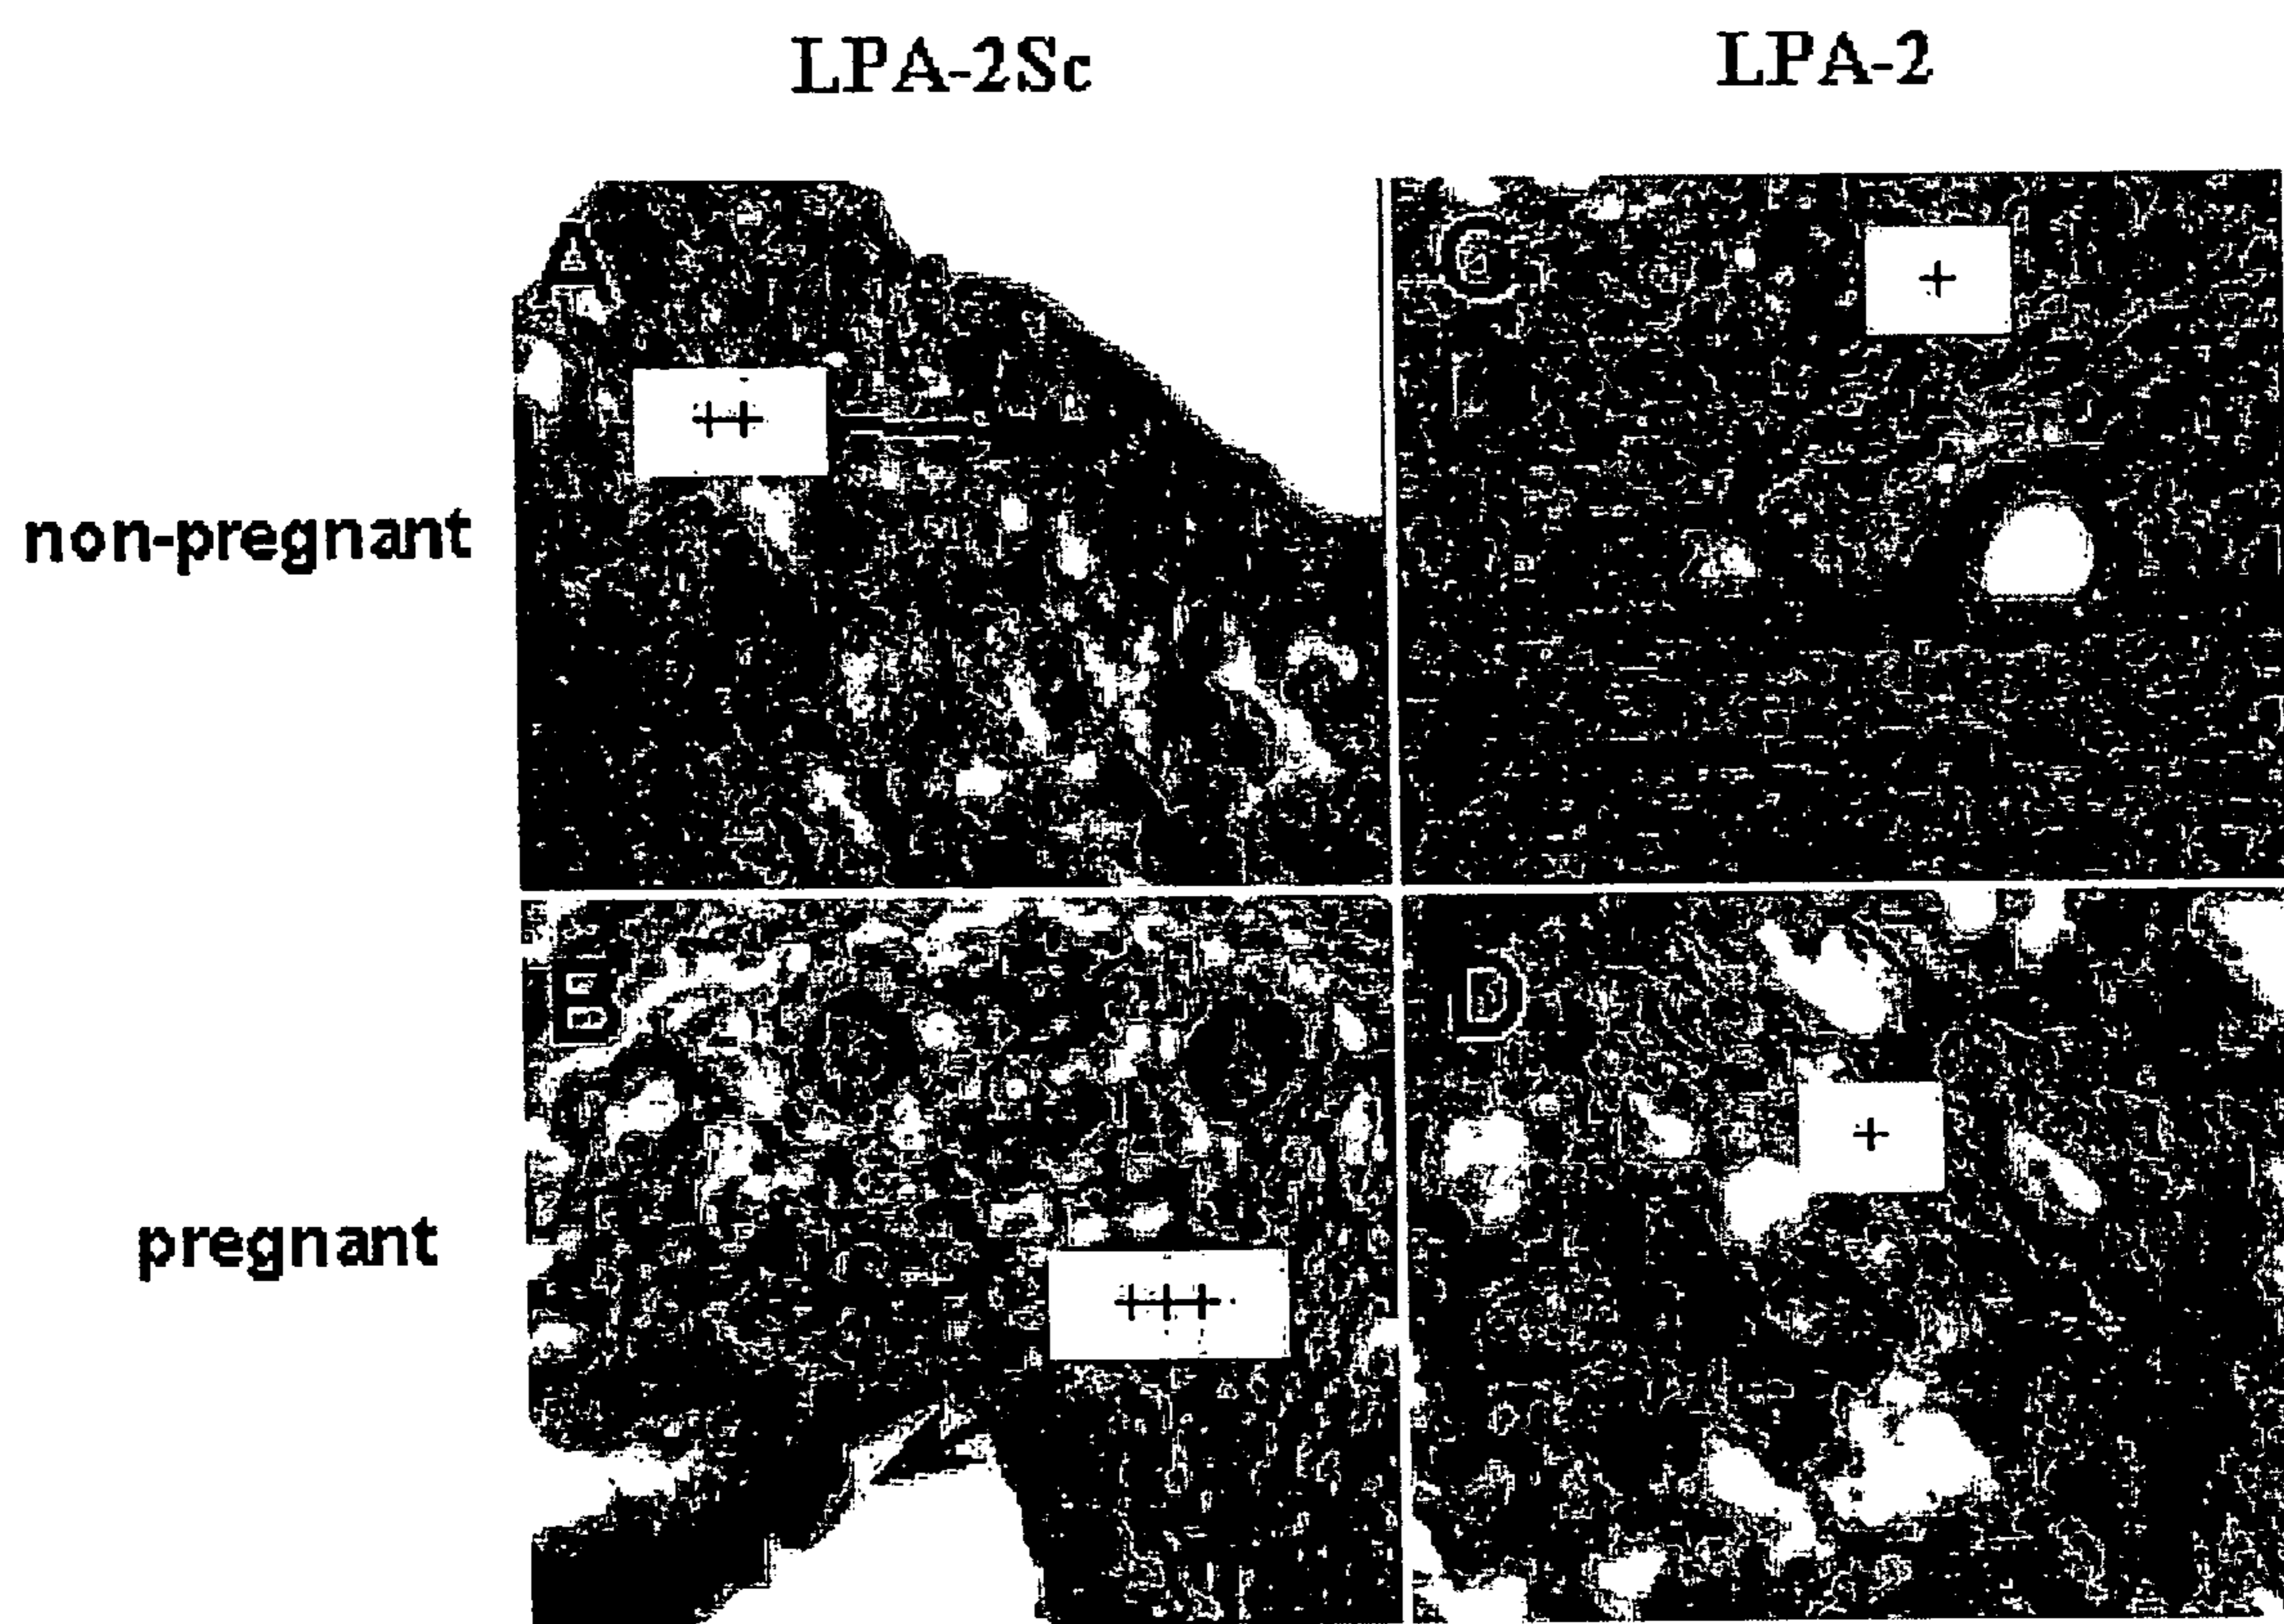 LPA-2Sc LPA-2
A C
++ +
non-pregnant
B D
+++ +
pregnant